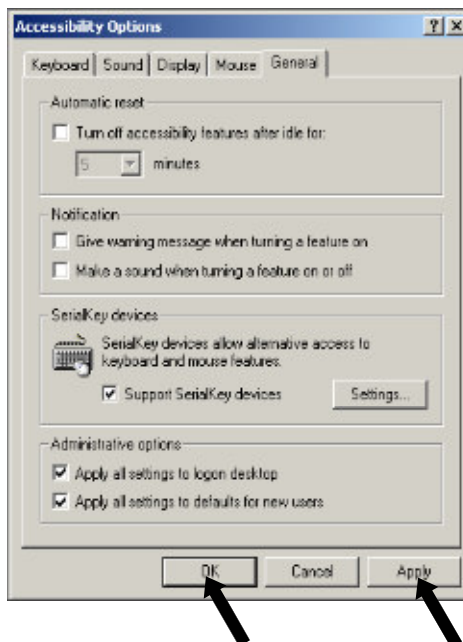 Accessibility Options
Keyboard Sound Display Mouse General
Automatic reset
Turn off accessibility features after idle for:
5 minutes
Notification
Give warning message when turning a feature on
Make a sound when turning a feature on or off
SerialKey devices
SerialKey devices allow alternative access to
keyboard and mouse features.
Support SerialKey devices Settings...
Administrative options
Apply all settings to logon desktop
Apply all settings to defaults for new users
OK Cancel Apply